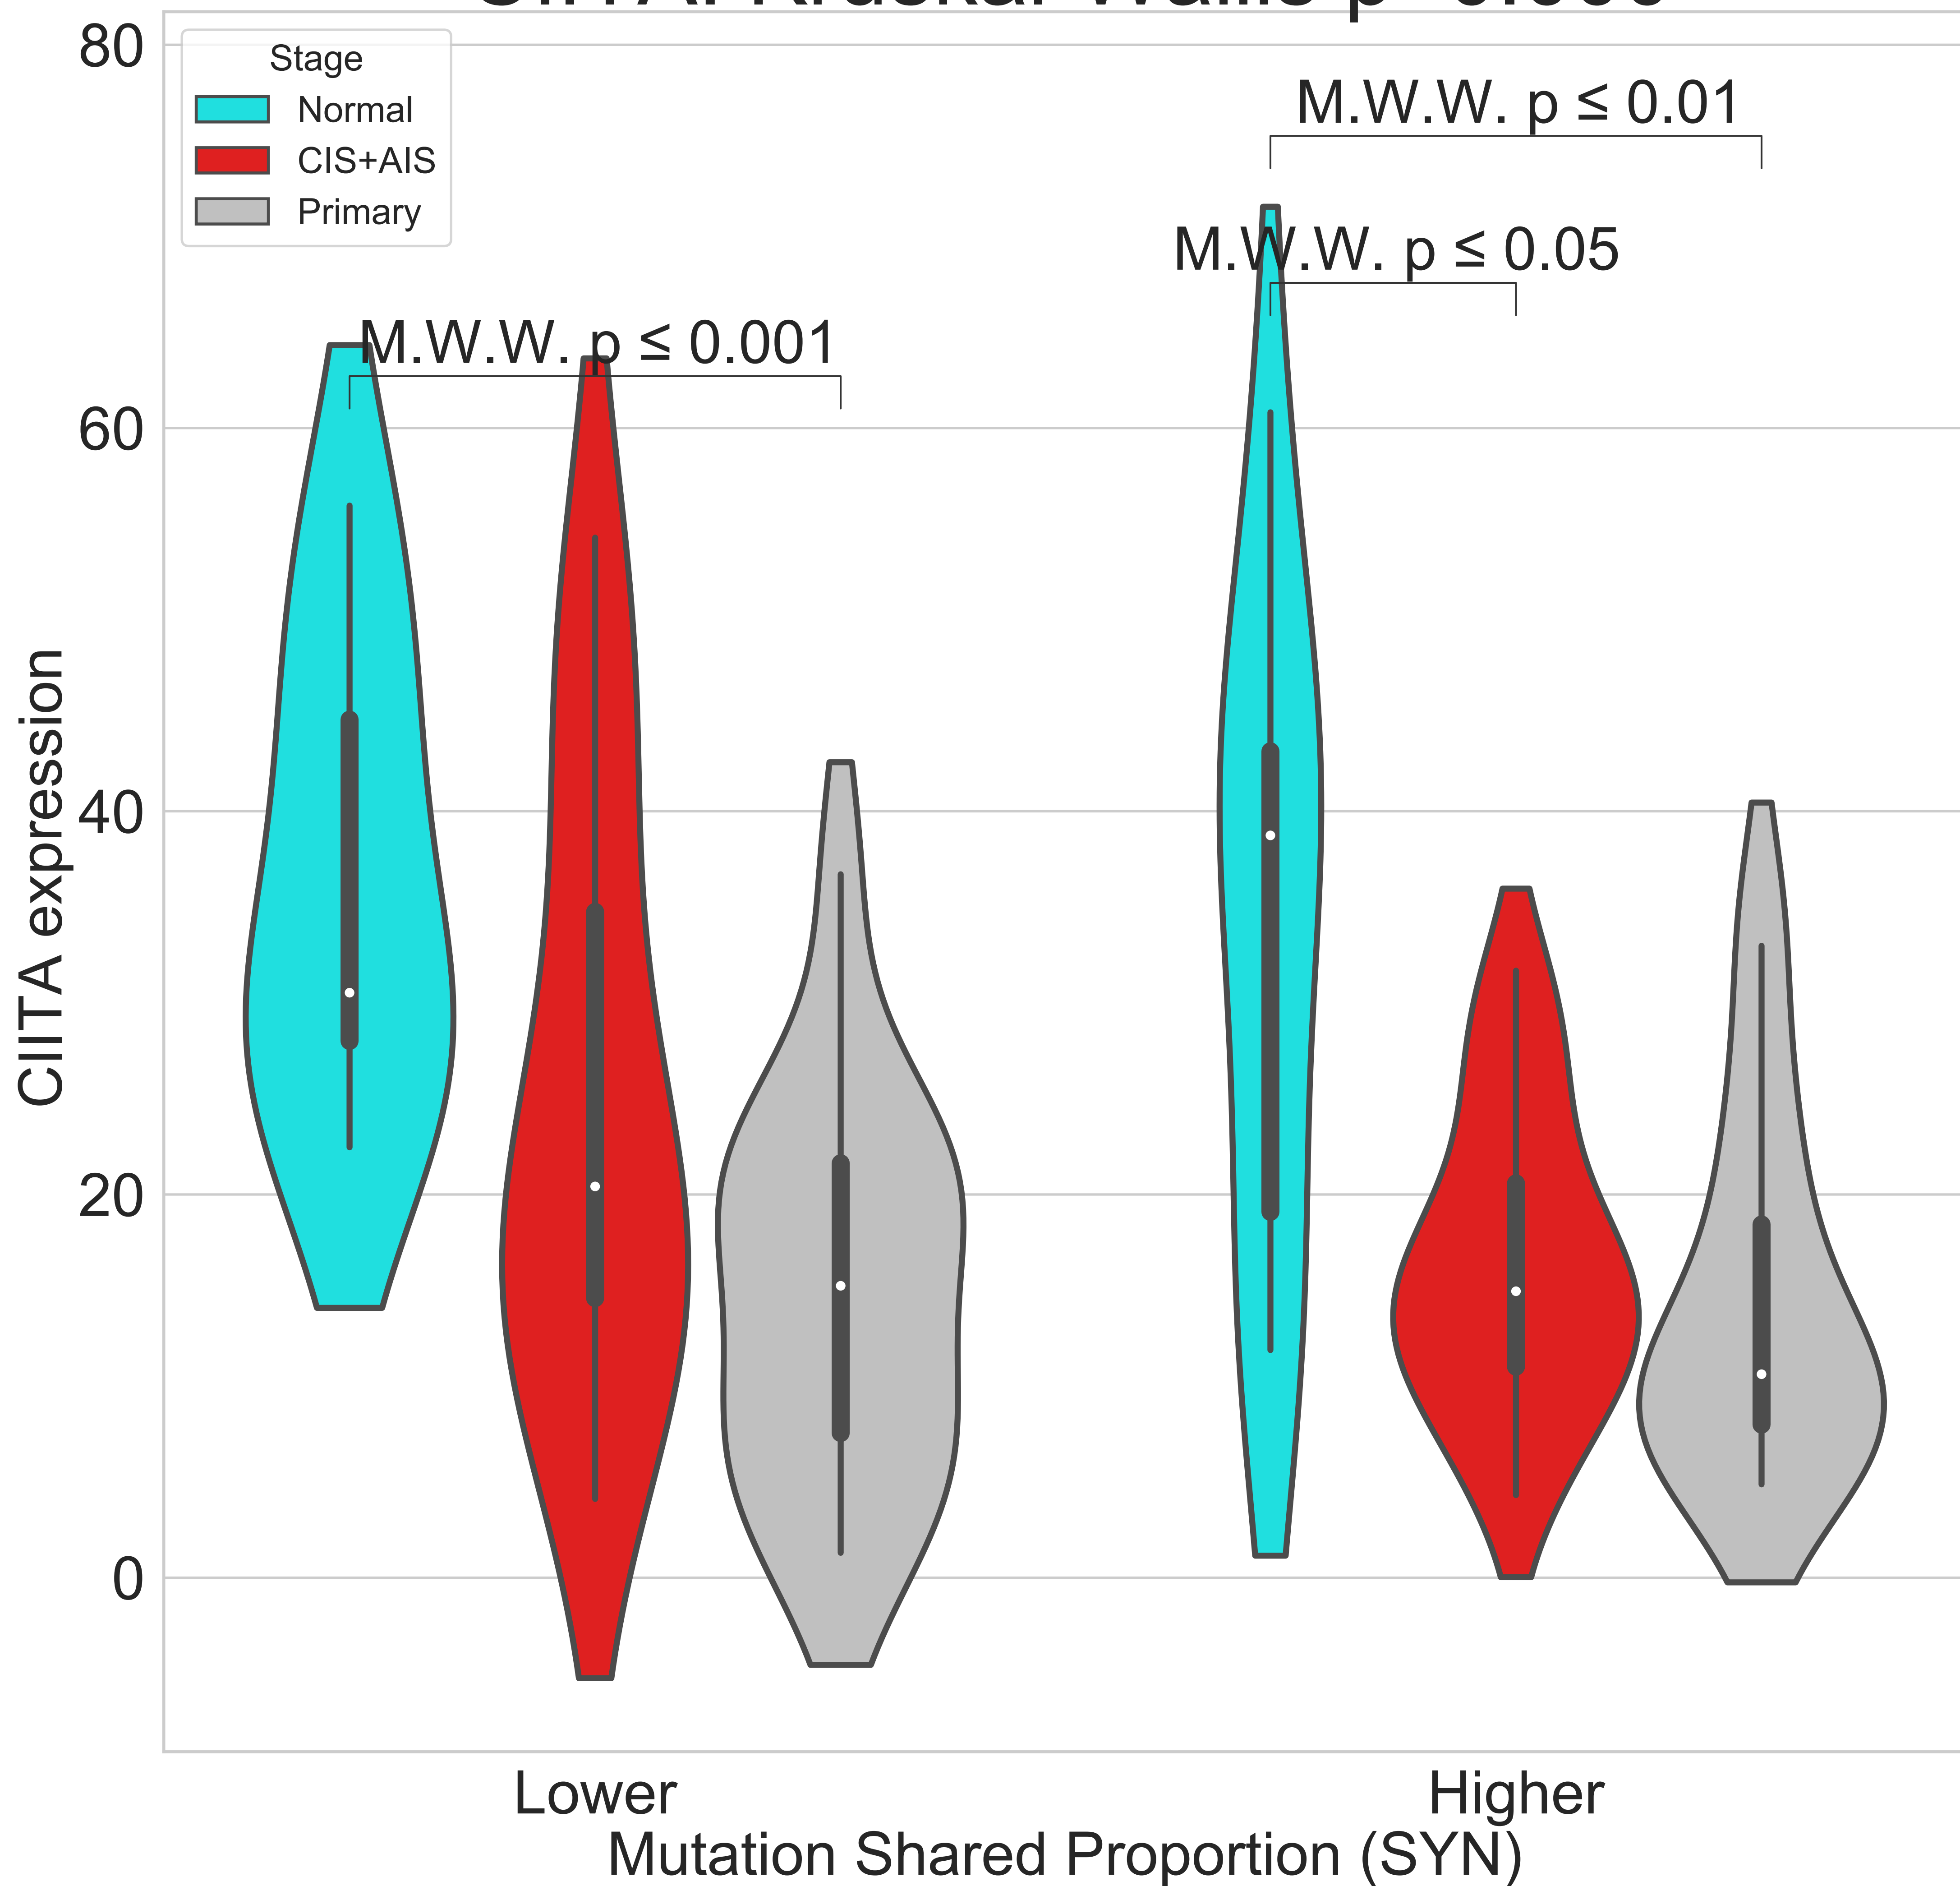 80
60
40
20
0
CIITA expression
Stage
Normal
CIS+AIS
Primary
M.W.W. p ≤ 0.001
M.W.W. p ≤ 0.01
M.W.W. p ≤ 0.05
Lower
Higher
Mutation Shared Proportion (SYN)